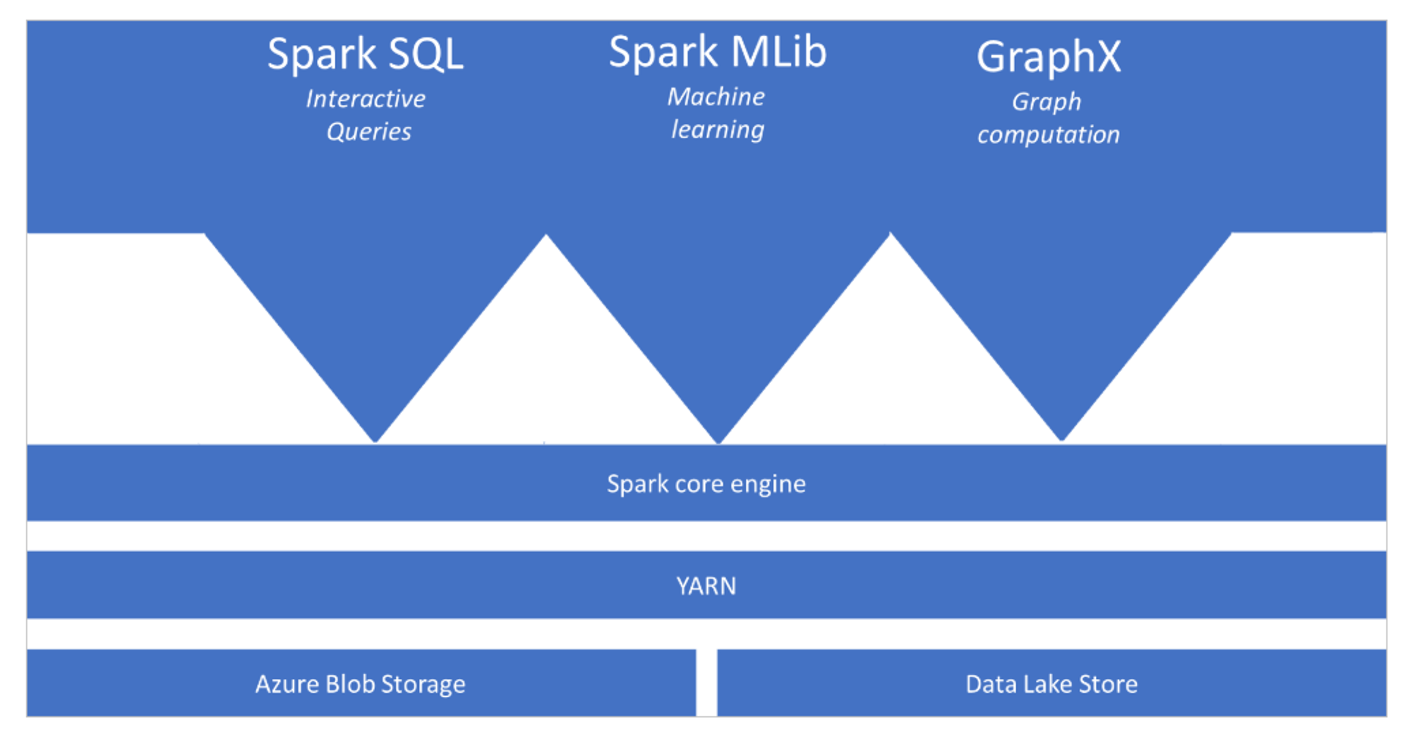 Spark SQL
Interactive
Queries
Spark MLib
Machine
learning
GraphX
Graph
computation
Spark core engine
YARN
Azure Blob Storage
Data Lake Store